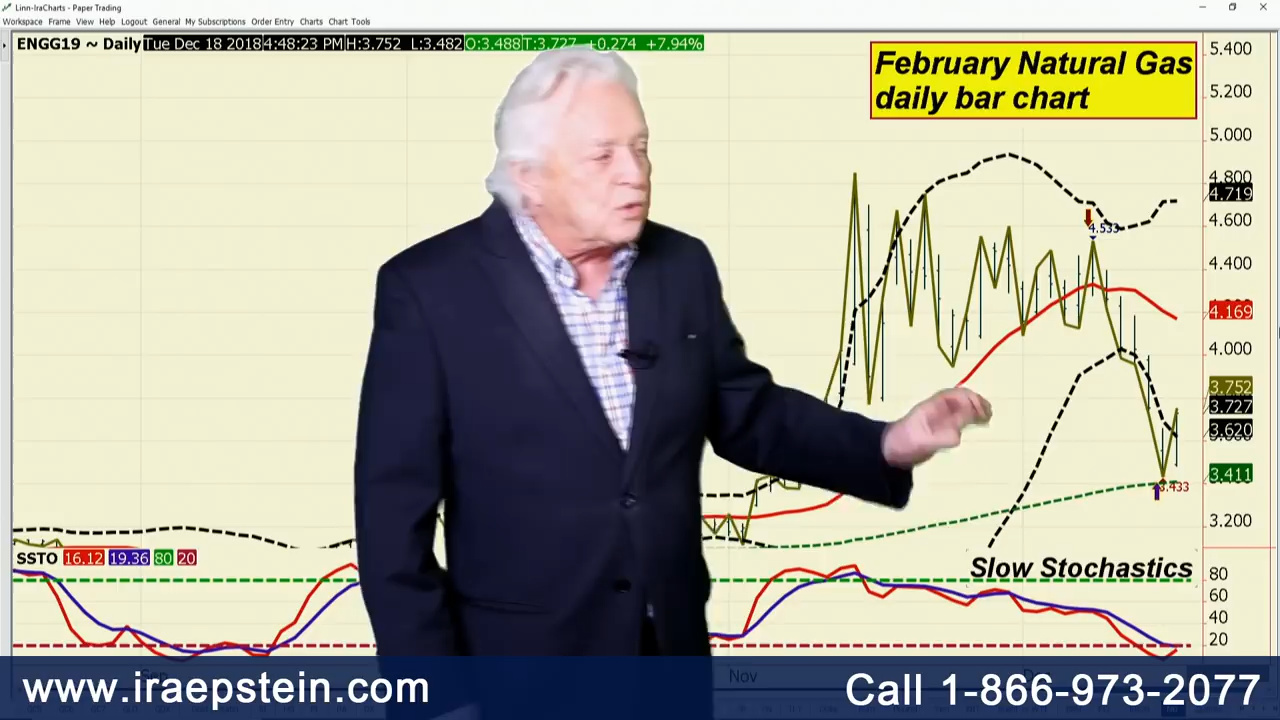 Linn-IraCharts - Paper Trading
Workspace Frame View Help Logout General My Subscriptions Order Entry Charts Chart Tools
ENGG19 ~ Daily Tue Dec 18 2018 4:48:23 PM H:3.752 L:3.482 O:3.488 T:3.727 +0.274 +7.94%
February Natural Gas
daily bar chart
5.400
5.200
5.000
4.800
4.719
4.600
4.533
4.400
4.169
4.000
3.752
3.727
3.620
3.411
3.433
3.200
SSTO 16.12 19.36 80 20
Slow Stochastics
80
60
40
20
Nov
www.iraepstein.com
Call 1-866-973-2077